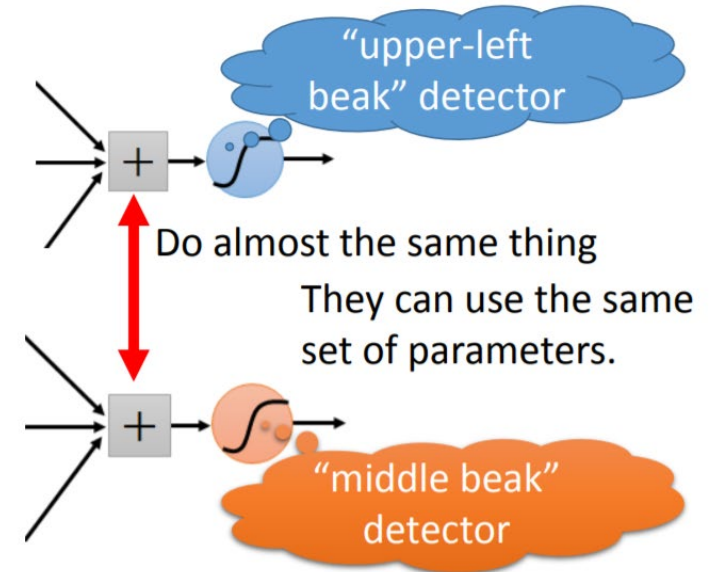 “upper-left
beak” detector
+
Do almost the same thing
They can use the same
set of parameters.
+
“middle beak”
detector